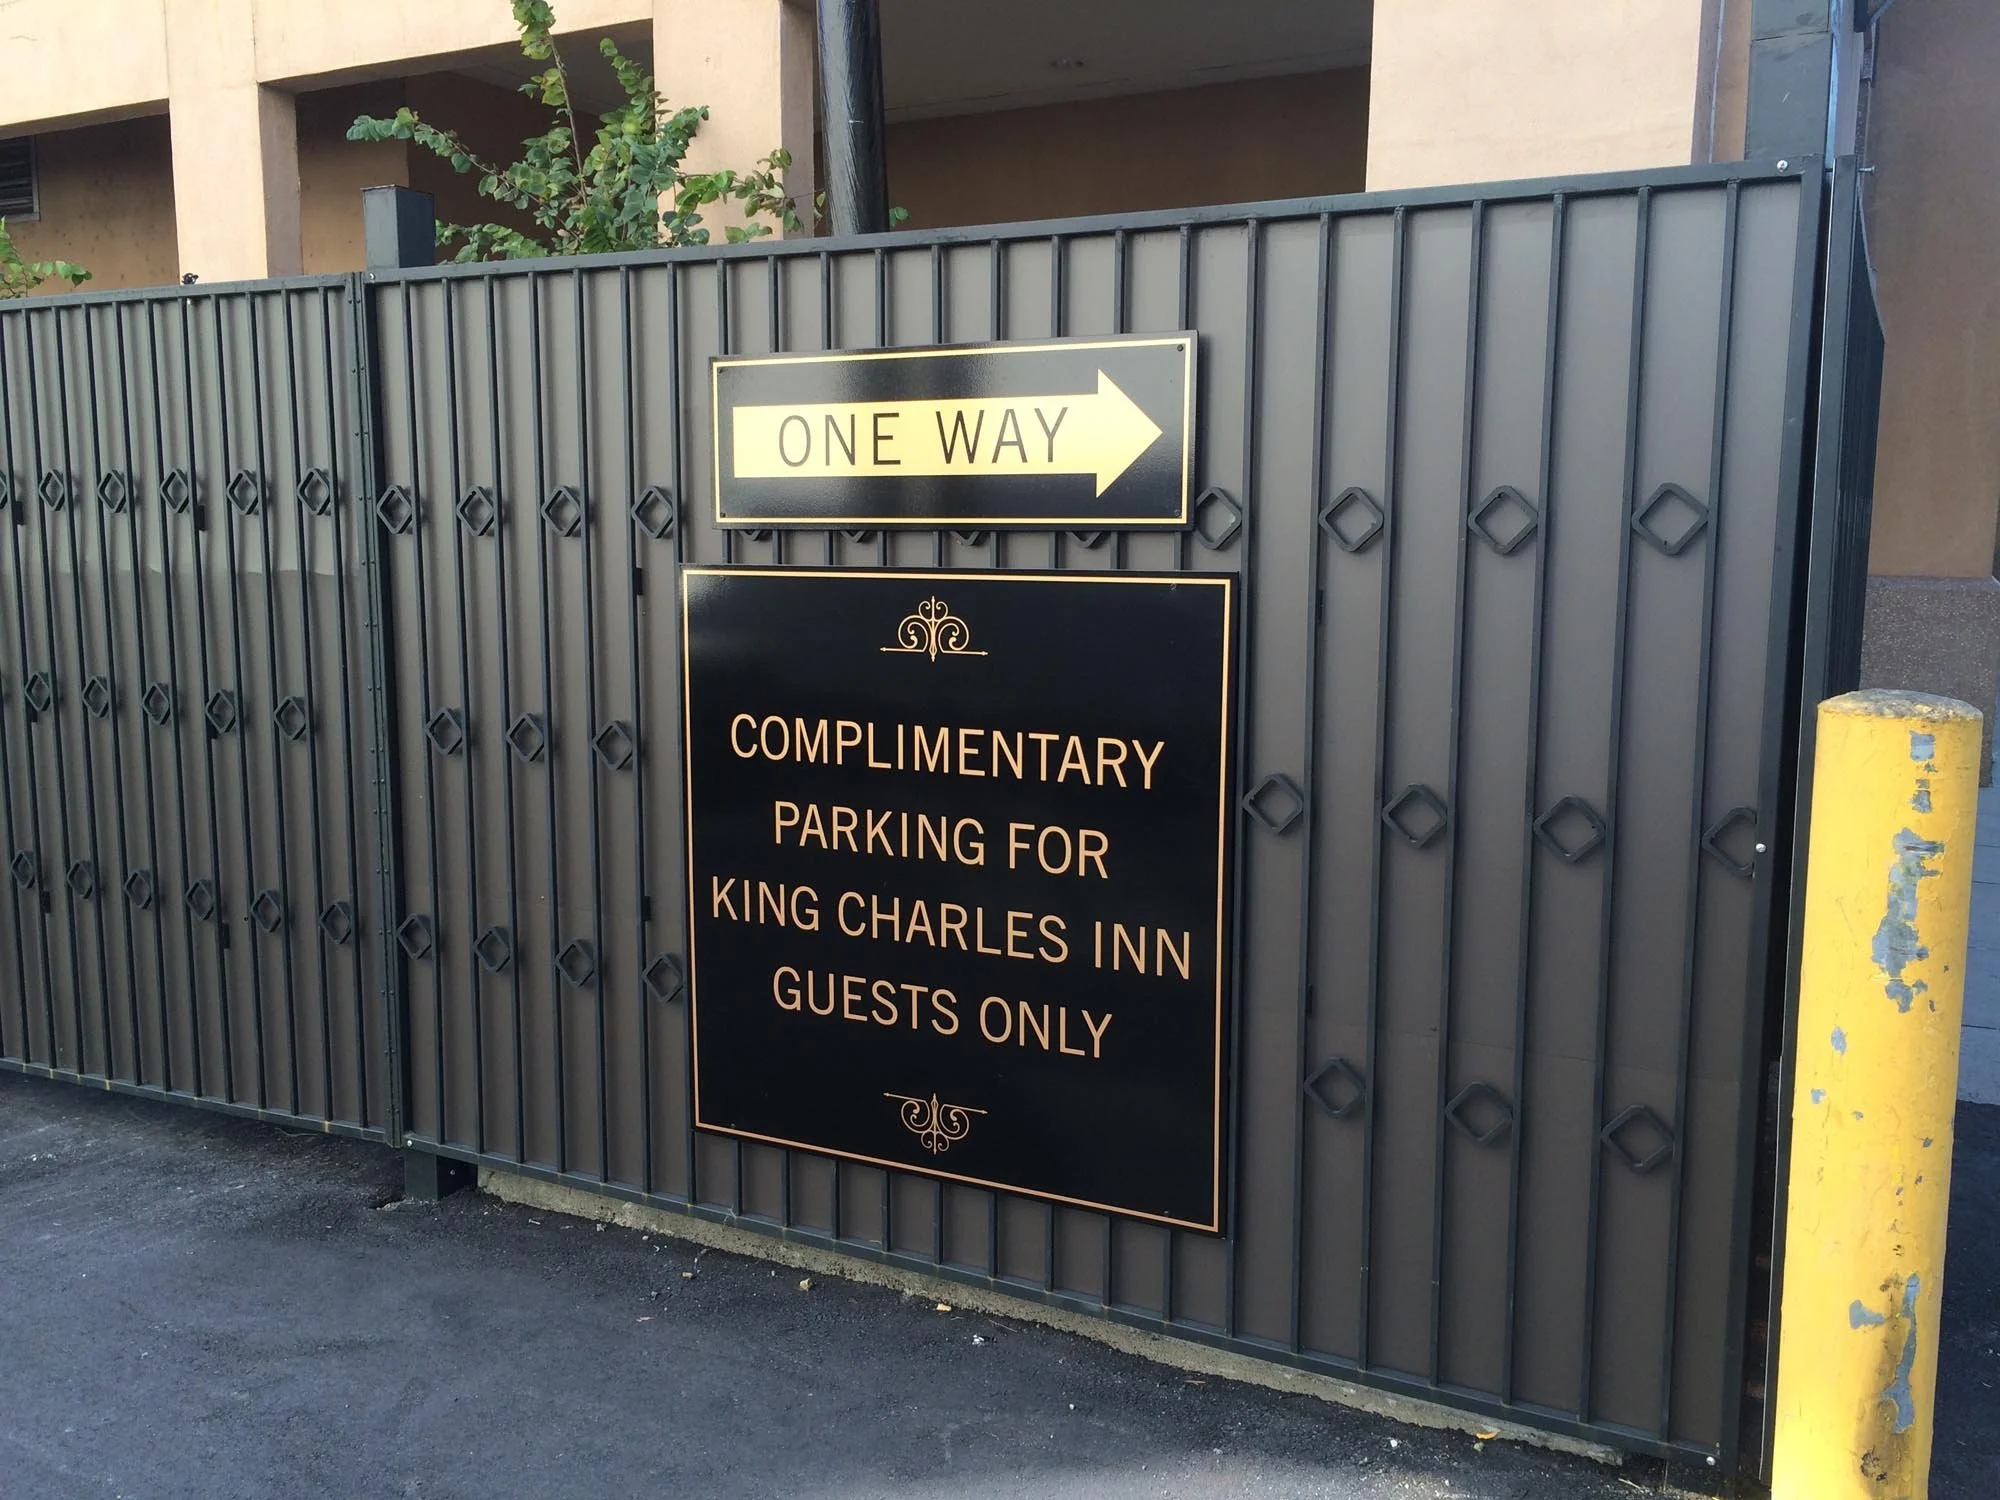 ONE WAY
COMPLIMENTARY
PARKING FOR
KING CHARLES INN
GUESTS ONLY